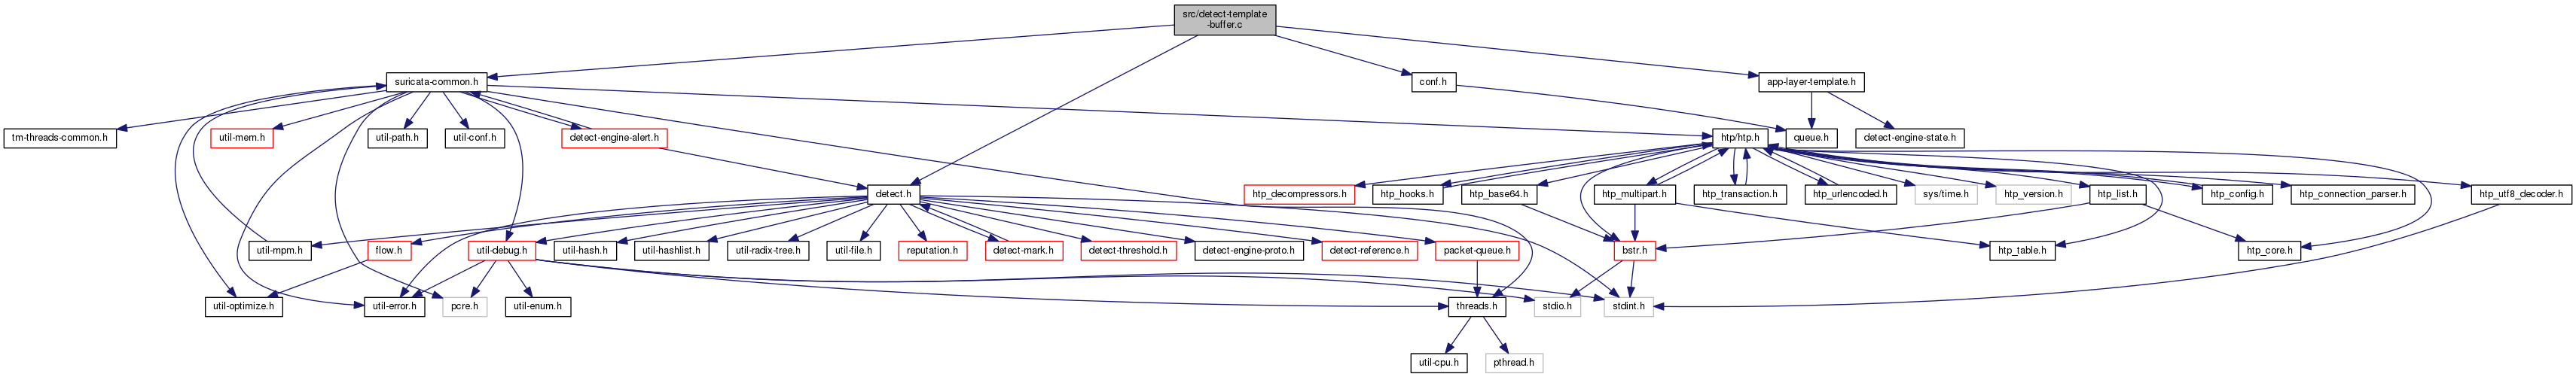 src/detect-template
-buffer.c
suricata-common.h
conf.h
app-layer-template.h
tm-threads-common.h
util-mem.h
util-path.h
util-conf.h
detect-engine-alert.h
htp/htp.h
queue.h
detect-engine-state.h
detect.h
htp_decompressors.h
htp_hooks.h
htp_base64.h
htp_multipart.h
htp_transaction.h
htp_urlencoded.h
sys/time.h
htp_version.h
htp_list.h
htp_config.h
htp_connection_parser.h
htp_utf8_decoder.h
util-mpm.h
flow.h
util-debug.h
util-hash.h
util-hashlist.h
util-radix-tree.h
util-file.h
reputation.h
detect-mark.h
detect-threshold.h
detect-engine-proto.h
detect-reference.h
packet-queue.h
bstr.h
htp_table.h
htp_core.h
util-optimize.h
util-error.h
pcre.h
util-enum.h
threads.h
stdio.h
stdint.h
util-cpu.h
pthread.h